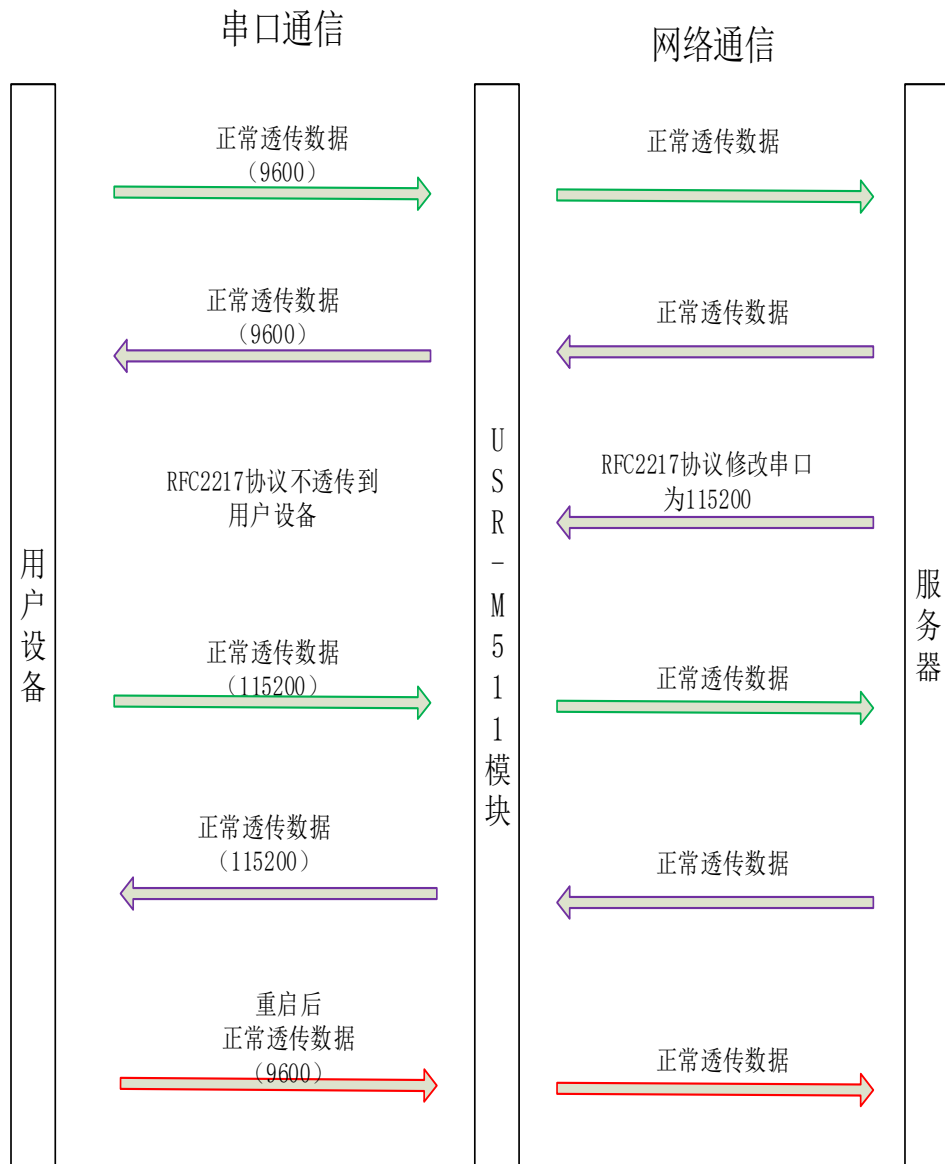 串口通信
网络通信
正常透传数据
（9600）
正常透传数据
正常透传数据
（9600）
正常透传数据
RFC2217协议不透传到
用户设备
RFC2217协议修改串口
为115200
用户设备
USR-M511模块
服务器
正常透传数据
（115200）
正常透传数据
正常透传数据
（115200）
正常透传数据
重启后
正常透传数据
（9600）
正常透传数据